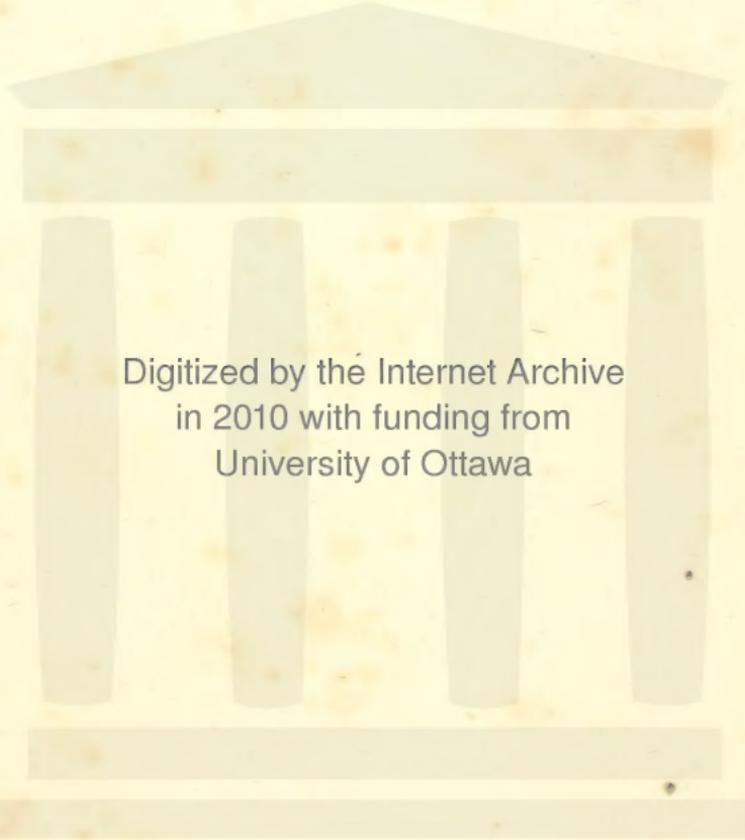 Digitized by the Internet Archive
in 2010 with funding from
University of Ottawa